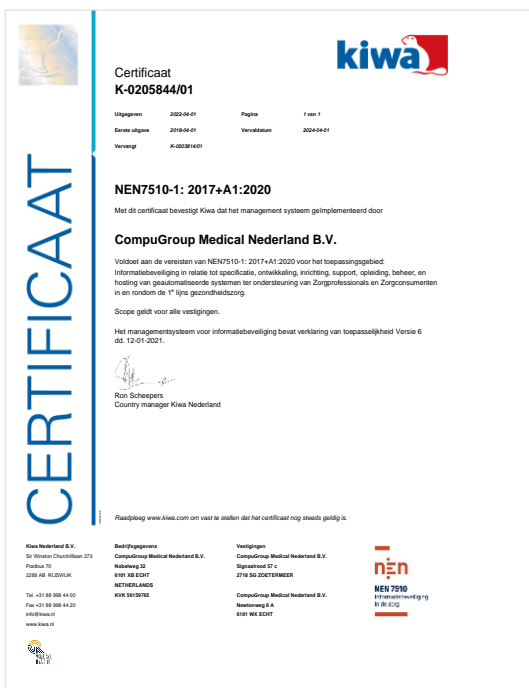 kiwa
CERTIFICAAT
Certificaat
K-0205844/01
Uitgegeven 2022-04-01 Pagina 1 van 1
Eerste uitgave 2018-04-01 Vervaldatum 2024-04-01
Vervangt K-0203814/01
NEN7510-1: 2017+A1:2020
Met dit certificaat bevestigt Kiwa dat het management systeem geïmplementeerd door
CompuGroup Medical Nederland B.V.
Voldoet aan de vereisten van NEN7510-1: 2017+A1:2020 voor het toepassingsgebied:
Informatiebeveiliging in relatie tot specificatie, ontwikkeling, inrichting, support, opleiding, beheer, en
hosting van geautomatiseerde systemen ter ondersteuning van Zorgprofessionals en Zorgconsumenten
in en rondom de 1e lijns gezondheidszorg.
Scope geldt voor alle vestigingen.
Het managementsysteem voor informatiebeveiliging bevat verklaring van toepasselijkheid Versie 6
dd. 12-01-2021.
Ron Scheepers
Country manager Kiwa Nederland
Raadpleeg www.kiwa.com om vast te stellen dat het certificaat nog steeds geldig is.
Kiwa Nederland B.V.
Sir Winston Churchilllaan 273
Postbus 70
2288 AB RIJSWIJK
Tel. +31 88 998 44 00
Fax +31 88 998 44 20
info@kiwa.nl
www.kiwa.nl
Bedrijfsgegevens
CompuGroup Medical Nederland B.V.
Nobelweg 32
6101 XB ECHT
NETHERLANDS
KVK 56159765
Vestigingen
CompuGroup Medical Nederland B.V.
Signaalrood 57 c
2718 SG ZOETERMEER
CompuGroup Medical Nederland B.V.
Newtonweg 8 A
6101 WX ECHT
nen
NEN 7510
Informatiebeveiliging
in de zorg